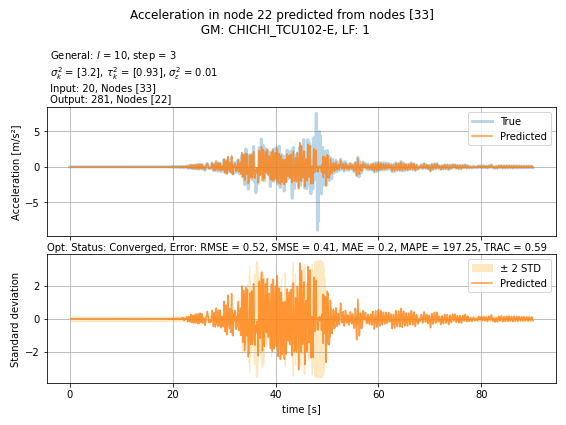 Acceleration in node 22 predicted from nodes [33]
GM: CHICHI_TCU102-E, LF: 1
General: l = 10, step = 3
σ²ₖ = [3.2], τ²ₖ = [0.93], σ²ε = 0.01
Input: 20, Nodes [33]
Output: 281, Nodes [22]
Acceleration [m/s²]
5
0
−5
True
Predicted
Opt. Status: Converged, Error: RMSE = 0.52, SMSE = 0.41, MAE = 0.2, MAPE = 197.25, TRAC = 0.59
Standard deviation
2
0
−2
± 2 STD
Predicted
0 20 40 60 80
time [s]